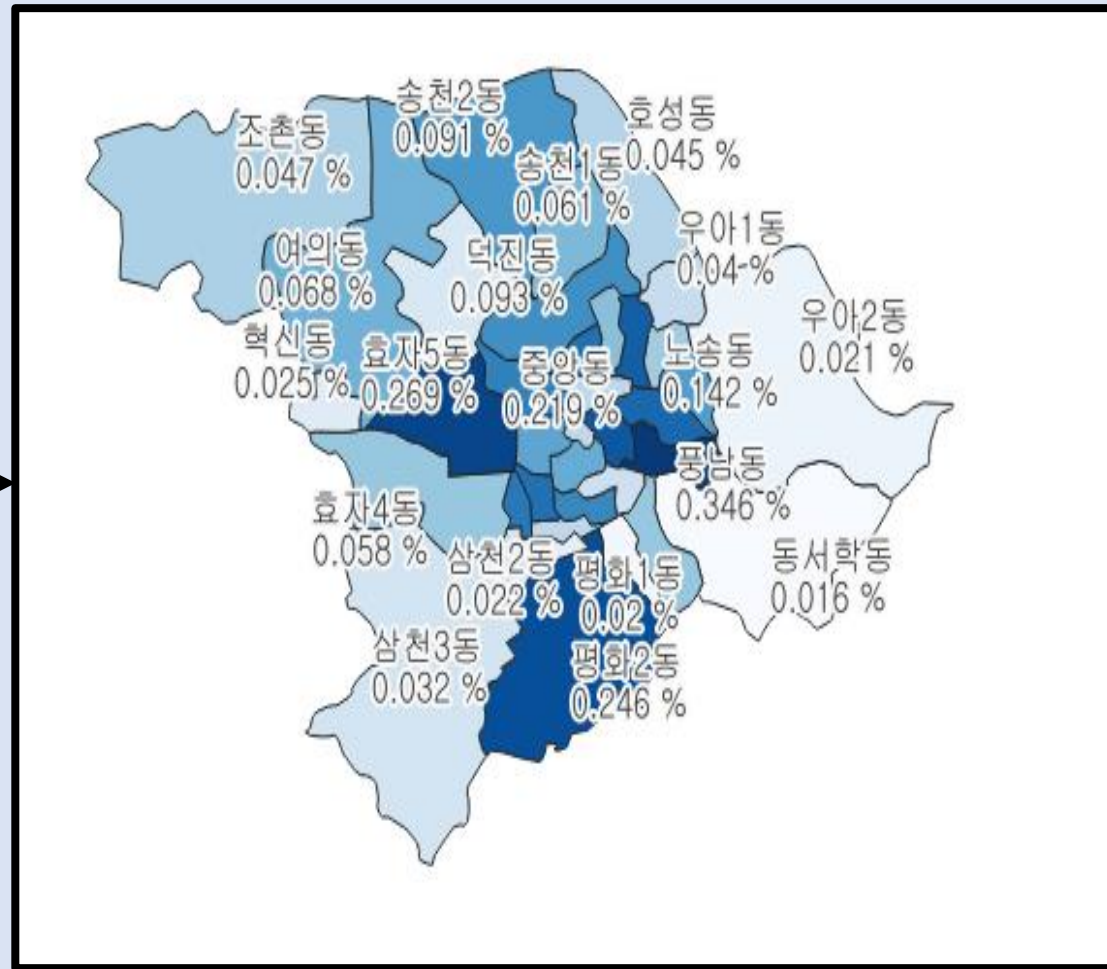 송천2동
0.091 %
조촌동
0.047 %
호성동
0.045 %
송천1동
0.061 %
우아1동
0.04 %
여의동
0.068 %
덕진동
0.093 %
우아2동
0.021 %
혁신동
0.025 %
효자5동
0.269 %
중앙동
0.219 %
노송동
0.142 %
풍남동
0.346 %
효자4동
0.058 %
삼천2동
0.022 %
평화1동
0.02 %
동서학동
0.016 %
삼천3동
0.032 %
평화2동
0.246 %